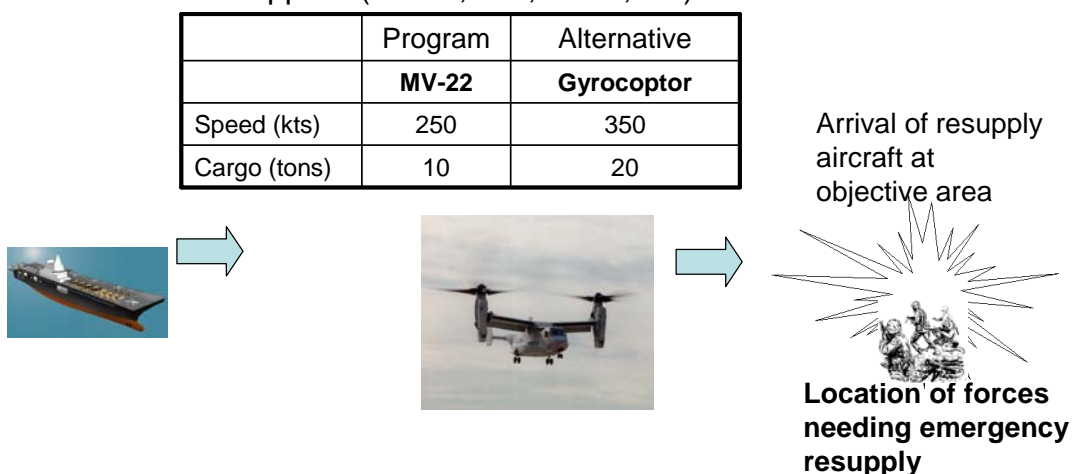 Program Alternative
MV-22 Gyrocoptor
Speed (kts) 250 350
Cargo (tons) 10 20
Arrival of resupply
aircraft at
objective area
Location of forces
needing emergency
resupply